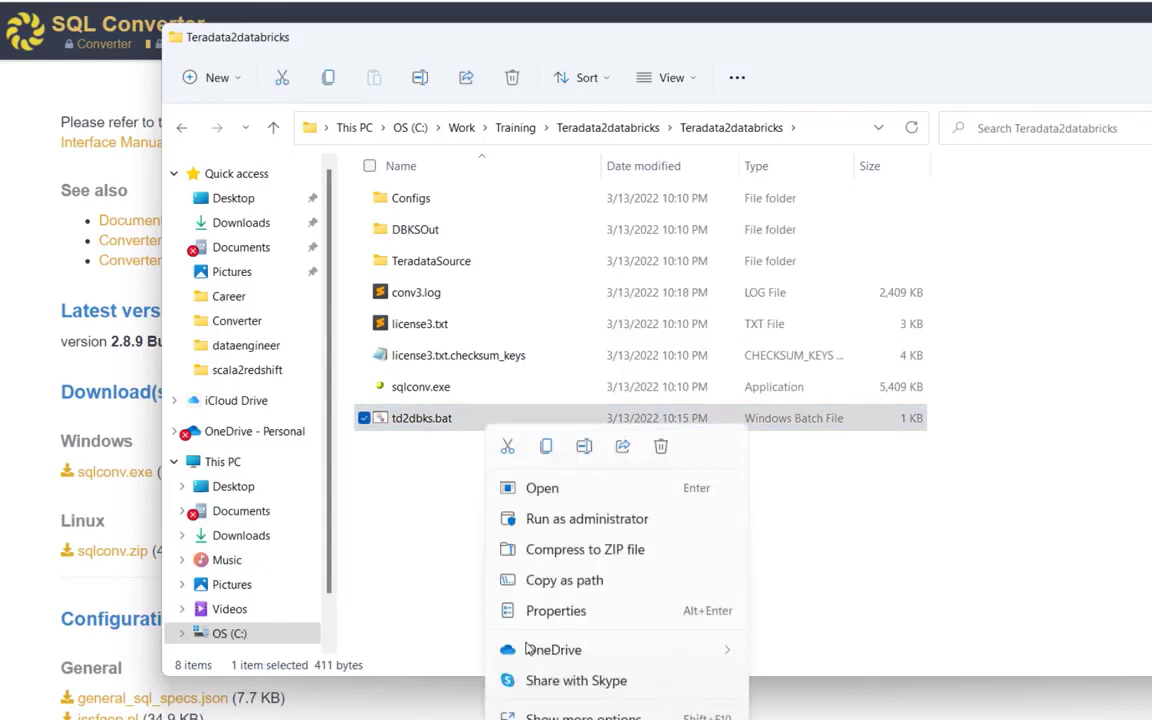 SQL Converter
Converter
Please refer to t
Interface Manua
See also
Documen
Converter
Converter
Latest vers
version 2.8.9 Bu
Download(s
Windows
sqlconv.exe (
Linux
sqlconv.zip (4
Configurati
General
general_sql_specs.json (7.7 KB)
Teradata2databricks
New
Sort
View
This PC > OS (C:) > Work > Training > Teradata2databricks > Teradata2databricks >
Search Teradata2databricks
Quick access
Desktop
Downloads
Documents
Pictures
Career
Converter
dataengineer
scala2redshift
iCloud Drive
OneDrive - Personal
This PC
Desktop
Documents
Downloads
Music
Pictures
Videos
OS (C:)
Name Date modified Type Size
Configs 3/13/2022 10:10 PM File folder
DBKSOut 3/13/2022 10:10 PM File folder
TeradataSource 3/13/2022 10:10 PM File folder
conv3.log 3/13/2022 10:18 PM LOG File 2,409 KB
license3.txt 3/13/2022 10:10 PM TXT File 3 KB
license3.txt.checksum_keys 3/13/2022 10:10 PM CHECKSUM_KEYS ... 4 KB
sqlconv.exe 3/13/2022 10:10 PM Application 5,409 KB
td2dbks.bat 3/13/2022 10:15 PM Windows Batch File 1 KB
Open Enter
Run as administrator
Compress to ZIP file
Copy as path
Properties Alt+Enter
OneDrive
Share with Skype
Show more options Shift+F10
8 items 1 item selected 411 bytes